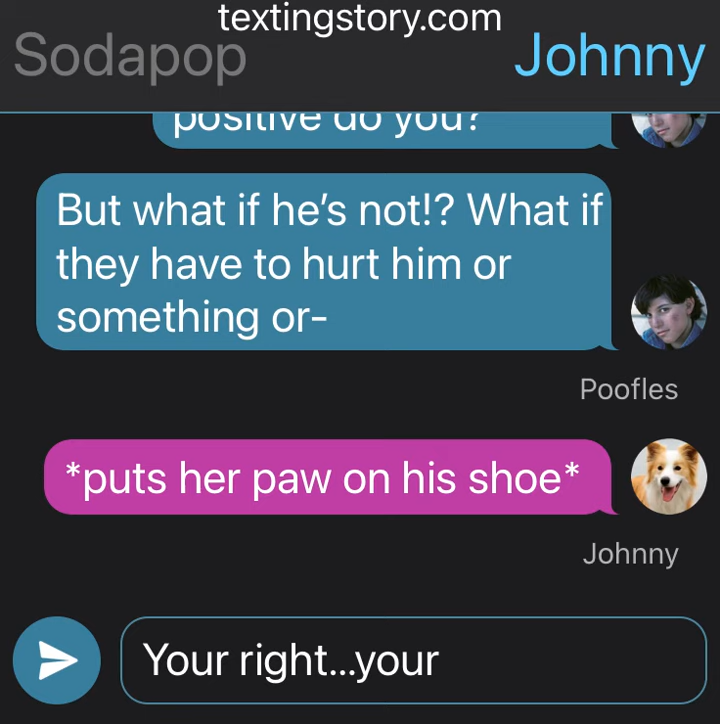 textingstory.com
Sodapop
Johnny
positive do you?
But what if he's not!? What if
they have to hurt him or
something or-
Poofles
*puts her paw on his shoe*
Johnny
Your right...your